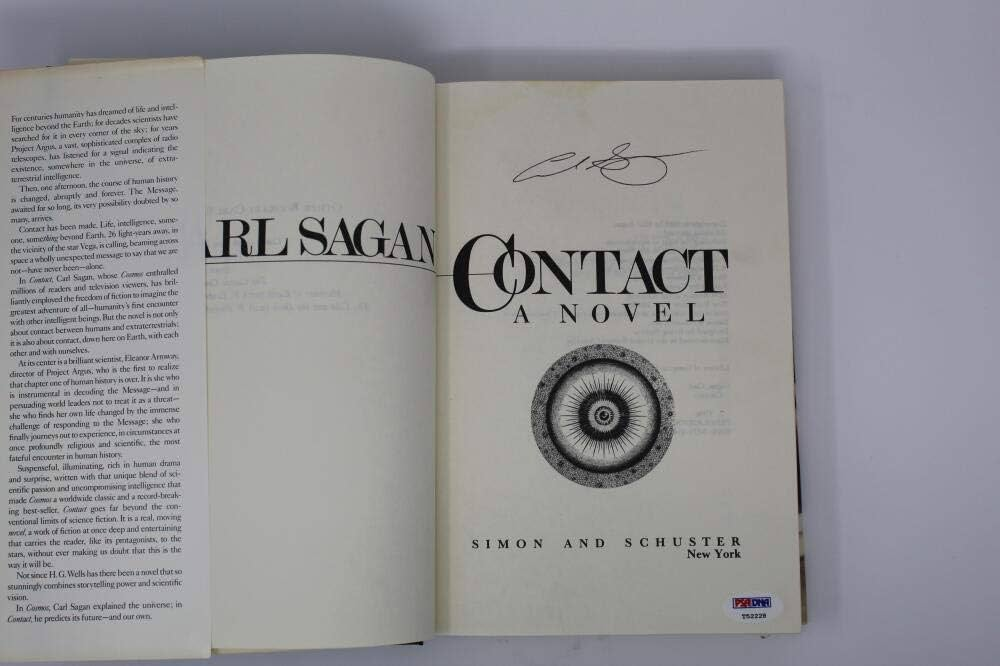 For centuries humanity has dreamed of life and intel-
ligence beyond the Earth; for decades scientists have
searched for it in every corner of the sky; for years
Project Argus, a vast, sophisticated complex of radio
telescopes, has listened for a signal indicating the
existence, somewhere in the universe, of extra-
terrestrial intelligence.
Then, one afternoon, the course of human history
is changed, abruptly and forever. The Message,
awaited for so long, its very possibility doubted by so
many, arrives.
Contact has been made. Life, intelligence, some-
one, something beyond Earth, 26 light-years away, in
the vicinity of the star Vega, is calling, beaming across
space a wholly unexpected message to say that we are
not—have never been—alone.
In Contact, Carl Sagan, whose Cosmos enthralled
millions of readers and television viewers, has bril-
liantly employed the freedom of fiction to imagine the
greatest adventure of all—humanity's first encounter
with other intelligent beings. But the novel is not only
about contact between humans and extraterrestrials;
it is also about contact, down here on Earth, with each
other and with ourselves.
At its center is a brilliant scientist, Eleanor Arroway,
director of Project Argus, who is the first to realize
that chapter one of human history is over. It is she who
is instrumental in decoding the Message—and in
persuading world leaders not to treat it as a threat—
she who finds her own life changed by the immense
challenge of responding to the Message; she who
finally journeys out to experience, in circumstances at
once profoundly religious and scientific, the most
fateful encounter in human history.
Suspenseful, illuminating, rich in human drama
and surprise, written with that unique blend of sci-
entific passion and uncompromising intelligence that
made Cosmos a worldwide classic and a record-break-
ing best-seller, Contact goes far beyond the con-
ventional limits of science fiction. It is a real, moving
novel, a work of fiction at once deep and entertaining
that carries the reader, like its protagonists, to the
stars, without ever making us doubt that this is the
way it will be.
Not since H. G. Wells has there been a novel that so
stunningly combines storytelling power and scientific
vision.
In Cosmos, Carl Sagan explained the universe; in
Contact, he predicts its future—and our own.
ARL SAGAN
CONTACT
A NOVEL
SIMON AND SCHUSTER
New York
PSA DNA
T52228